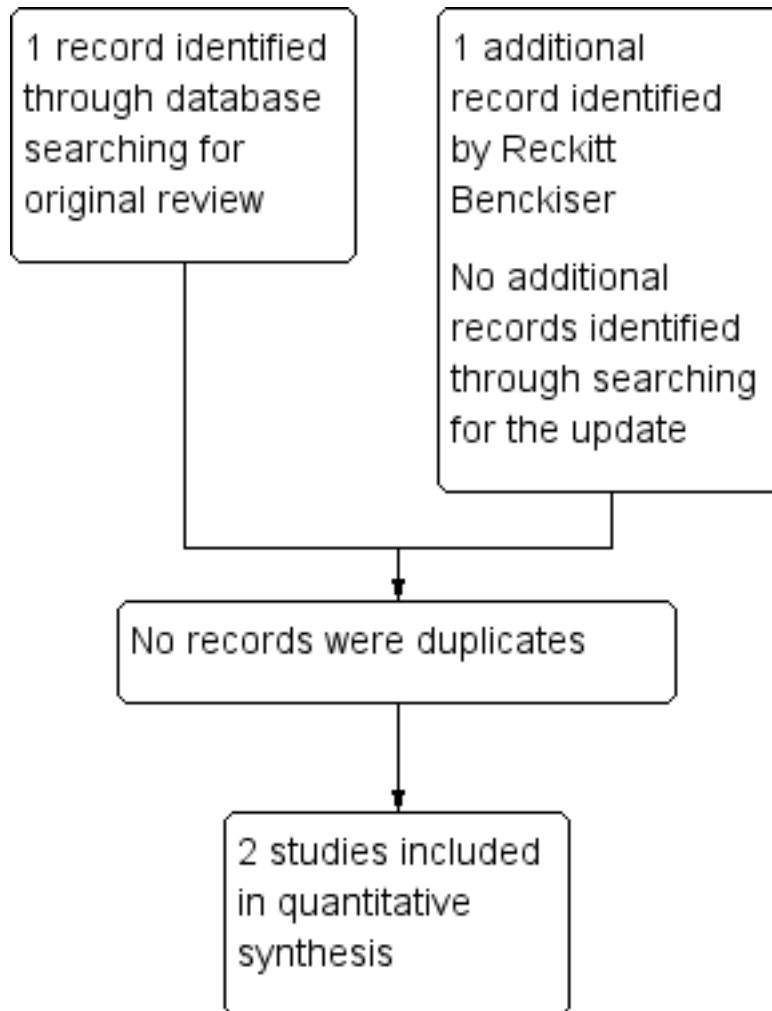 1 record identified
through database
searching for
original review
1 additional
record identified
by Reckitt
Benckiser
No additional
records identified
through searching
for the update
No records were duplicates
2 studies included
in quantitative
synthesis